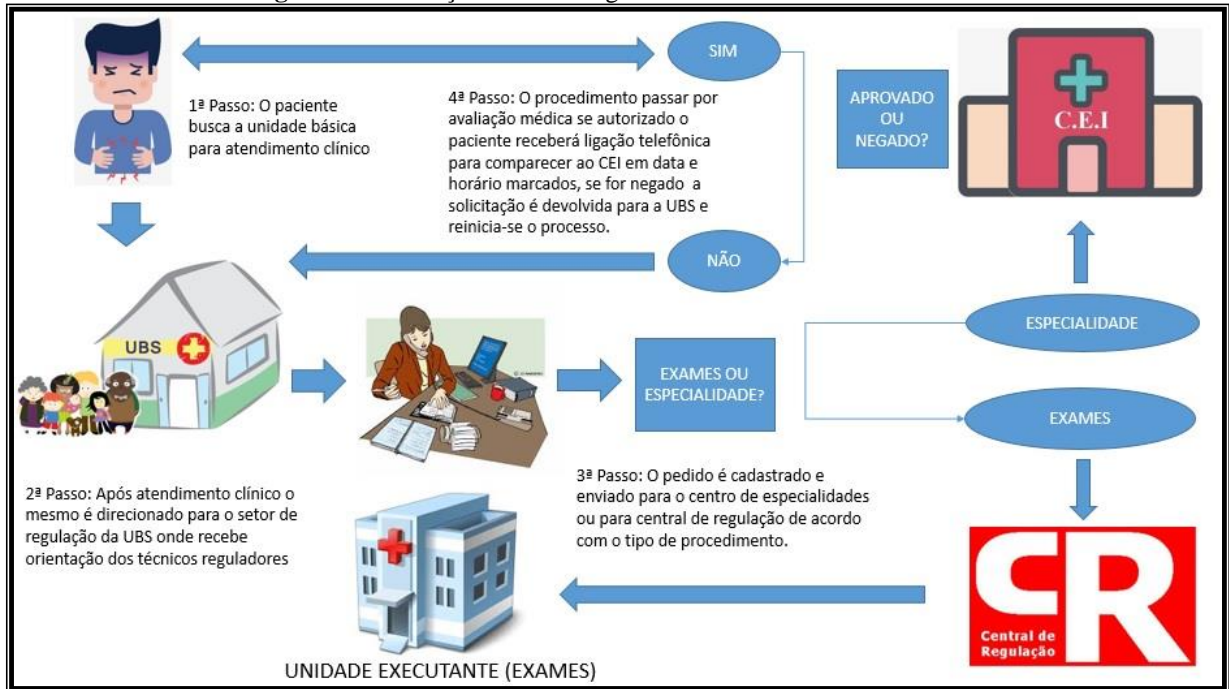 SIM
1ª Passo: O paciente
busca a unidade básica
para atendimento clínico
4ª Passo: O procedimento passar por
avaliação médica se autorizado o
paciente receberá ligação telefônica
para comparecer ao CEI em data e
horário marcados, se for negado a
solicitação é devolvida para a UBS e
reinicia-se o processo.
APROVADO
OU
NEGADO?
C.E.I
NÃO
UBS
EXAMES OU
ESPECIALIDADE?
ESPECIALIDADE
EXAMES
2ª Passo: Após atendimento clínico o
mesmo é direcionado para o setor de
regulação da UBS onde recebe
orientação dos técnicos reguladores
3ª Passo: O pedido é cadastrado e
enviado para o centro de especialidades
ou para central de regulação de acordo
com o tipo de procedimento.
CR
Central de
Regulação
UNIDADE EXECUTANTE (EXAMES)